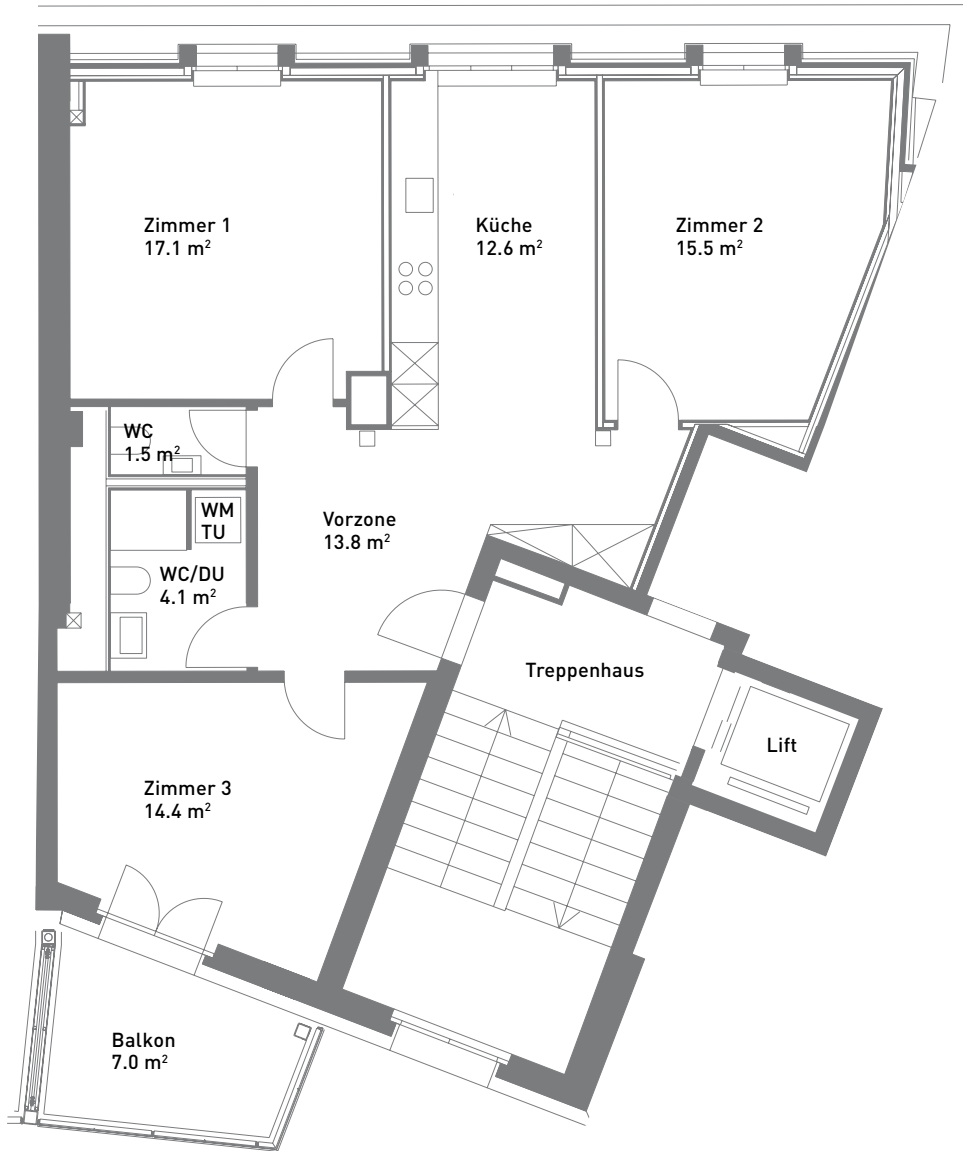 Zimmer 1
17.1 m²
Küche
12.6 m²
Zimmer 2
15.5 m²
WC
1.5 m²
WM
TU
Vorzone
13.8 m²
WC/DU
4.1 m²
Treppenhaus
Lift
Zimmer 3
14.4 m²
Balkon
7.0 m²